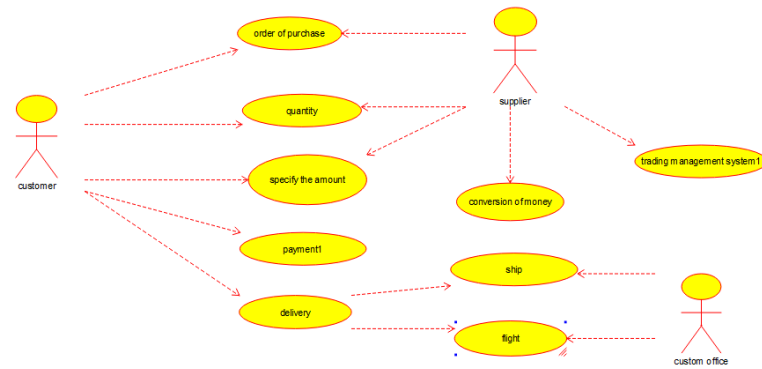 order of purchase
supplier
quantity
customer
specify the amount
trading management system1
conversion of money
payment1
ship
delivery
flight
custom office